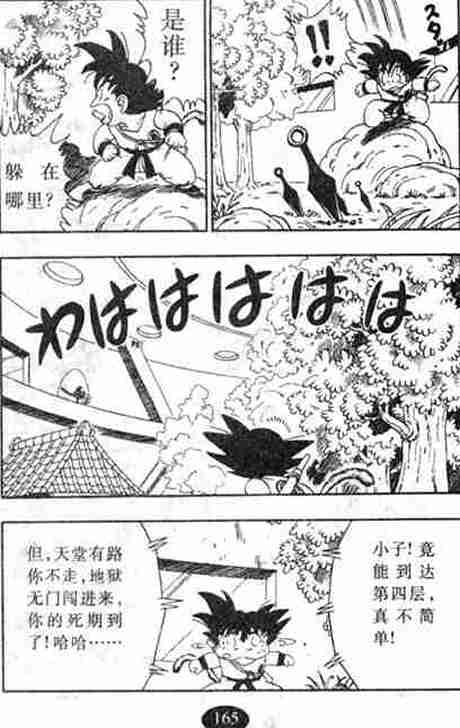 スタッ
!!
是谁？
躲在
哪里？
わははははは
小子！竟
能到达
第四层，
真不简
单！
但，天堂有路
你不走，地狱
无门闯进来，
你的死期到
了！哈哈……
165